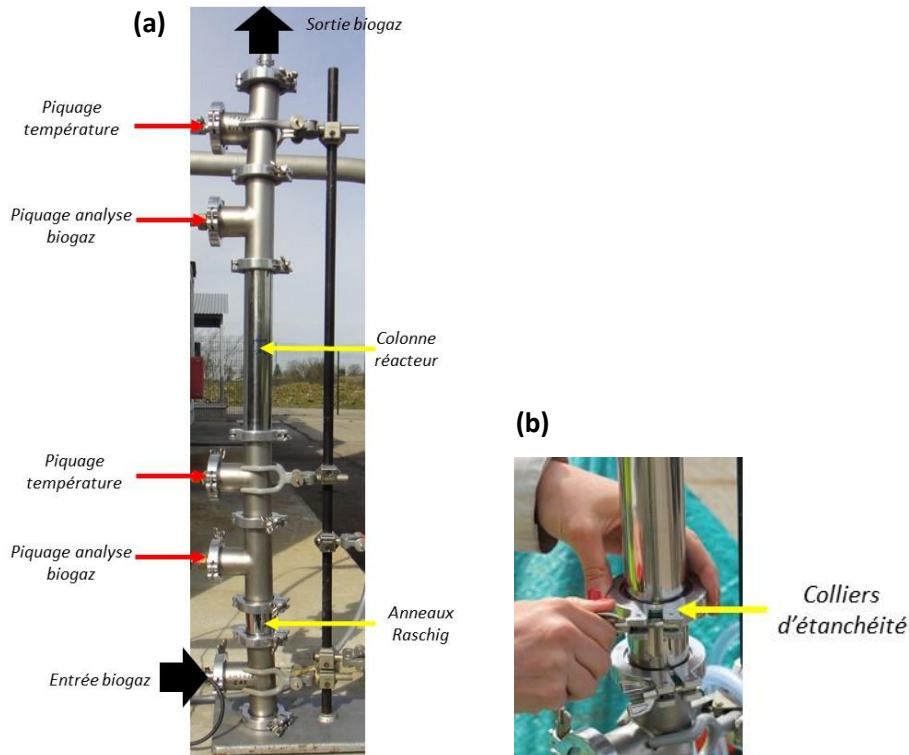 (a)
Sortie biogaz
Piquage
température
Piquage analyse
biogaz
Colonne
réacteur
Piquage
température
Piquage analyse
biogaz
Anneaux
Raschig
Entrée biogaz
(b)
Colliers
d'étanchéité